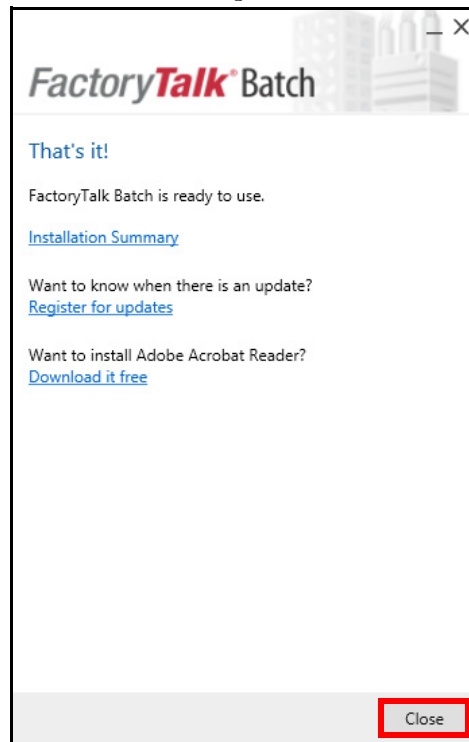 FactoryTalk® Batch
That's it!
FactoryTalk Batch is ready to use.
Installation Summary
Want to know when there is an update?
Register for updates
Want to install Adobe Acrobat Reader?
Download it free
Close